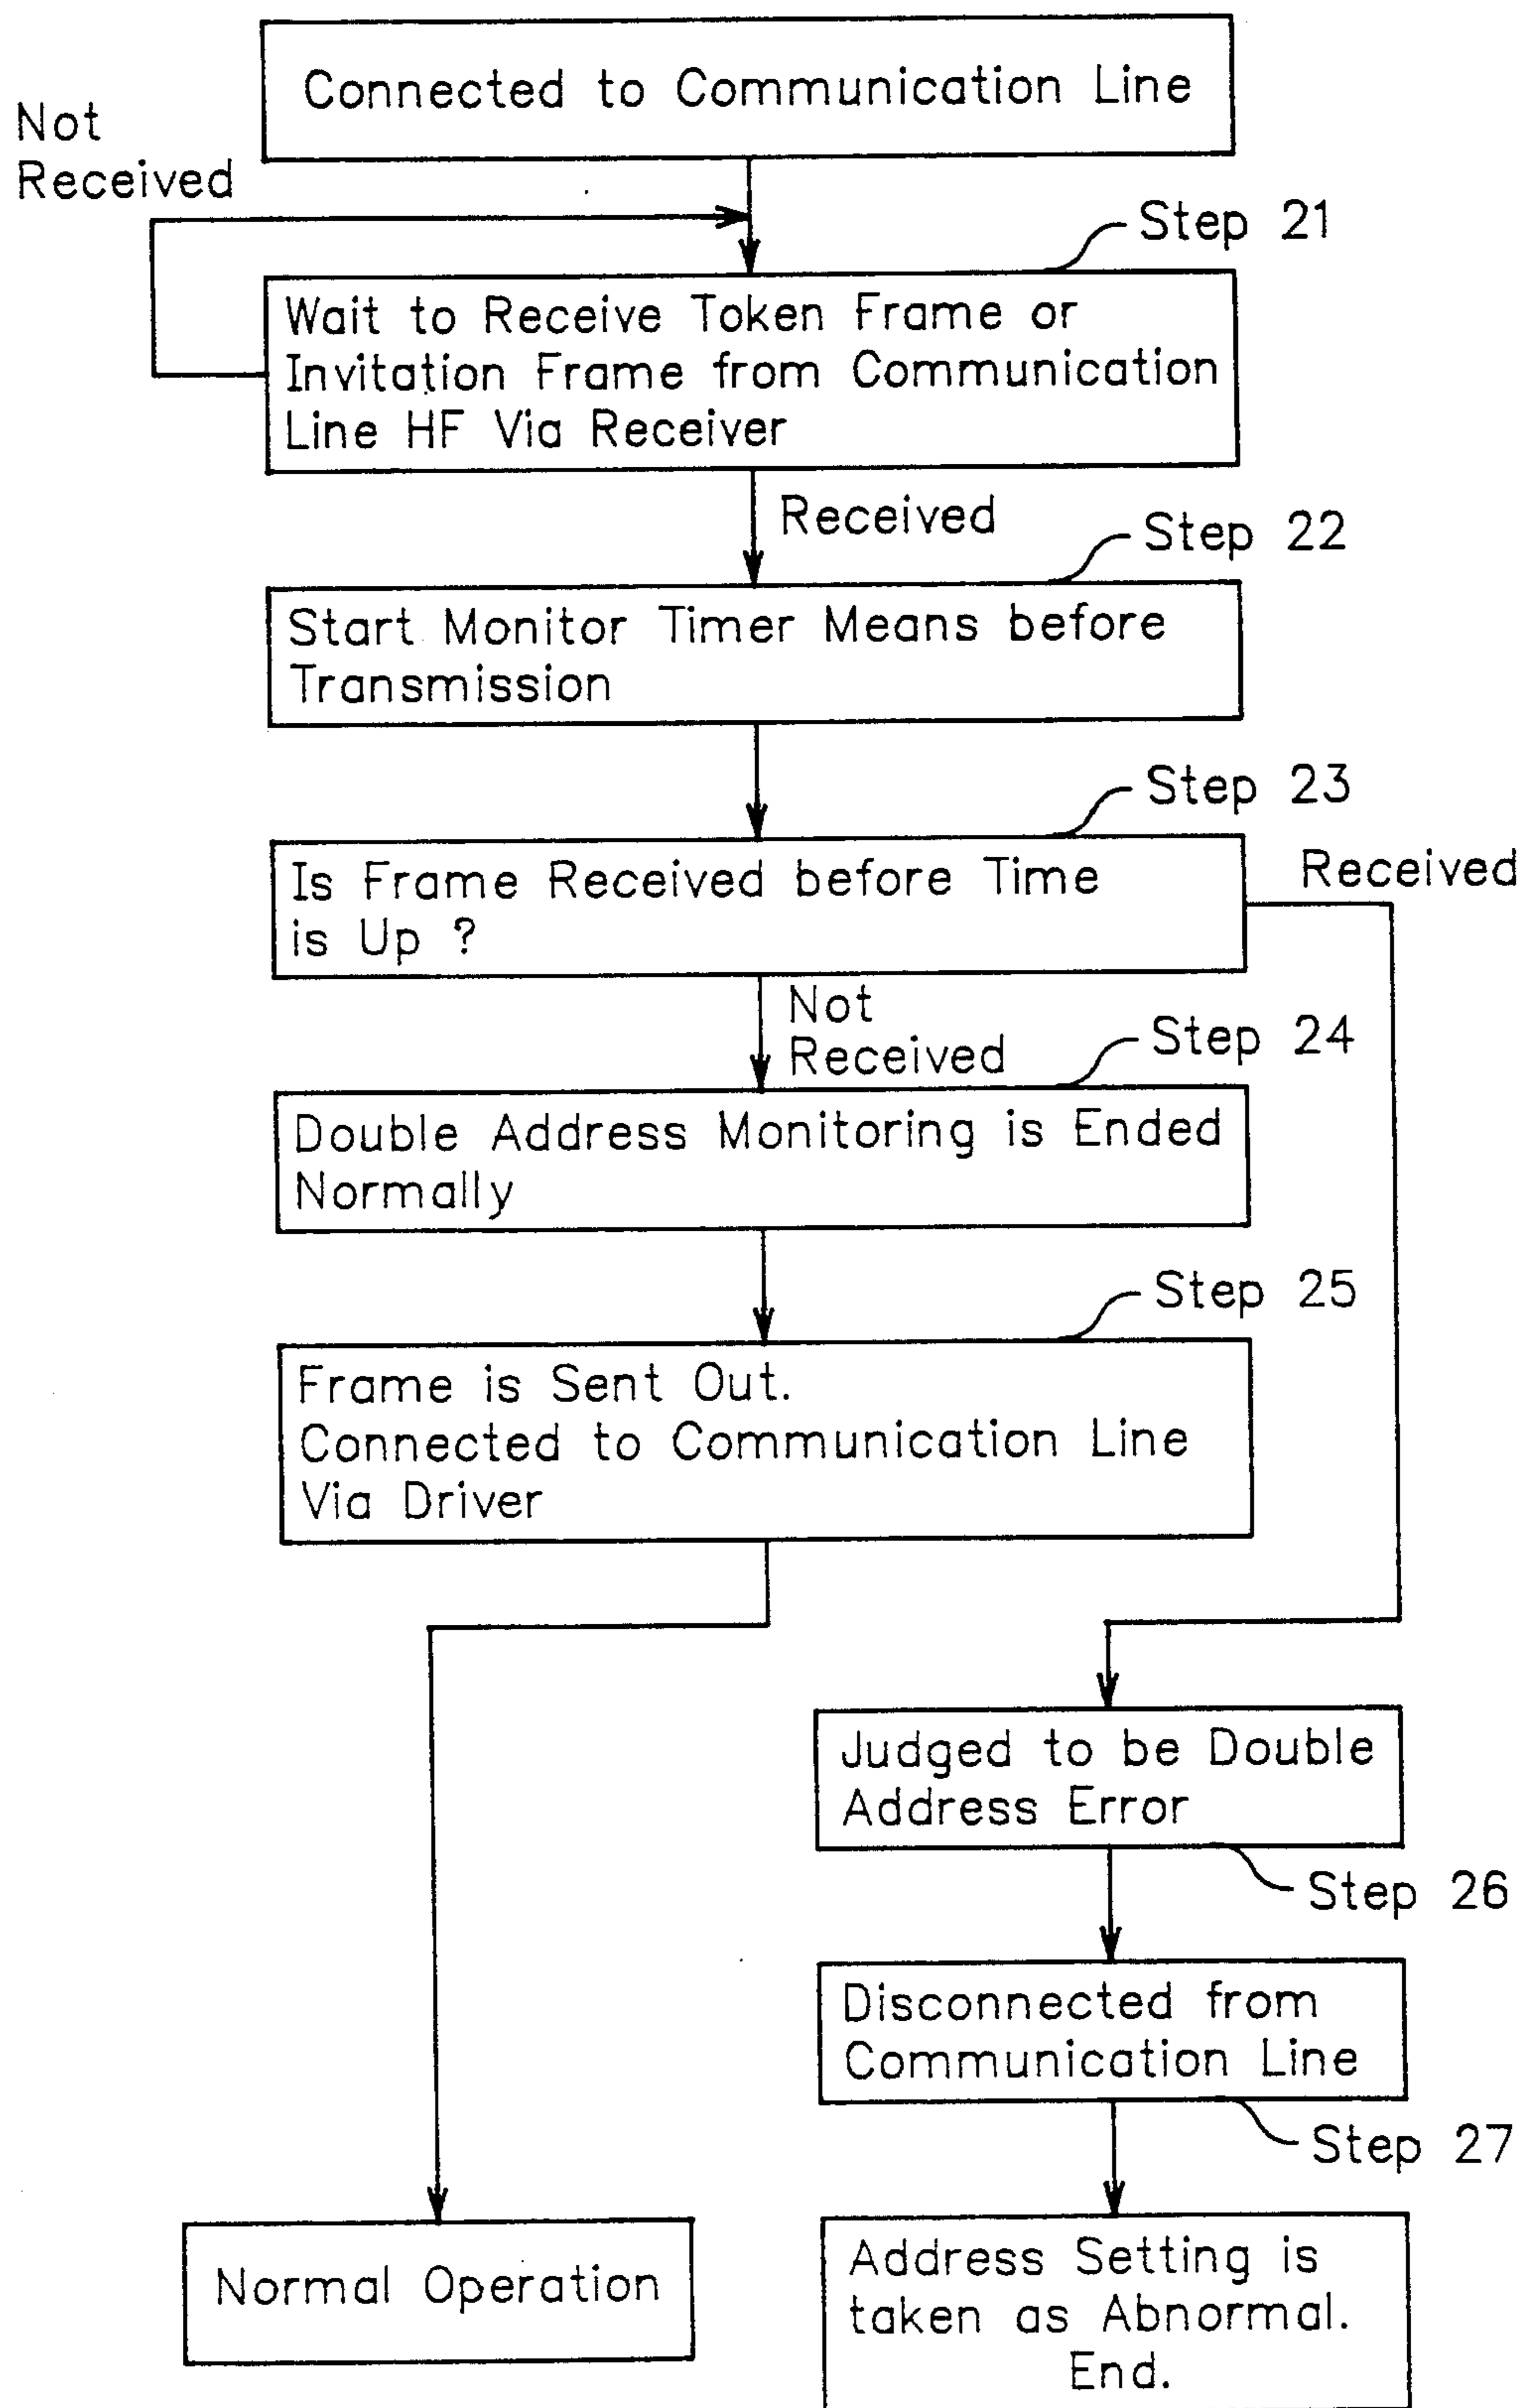 Connected to Communication Line
Not
Received
Step 21
Wait to Receive Token Frame or
Invitation Frame from Communication
Line HF Via Receiver
Received
Step 22
Start Monitor Timer Means before
Transmission
Step 23
Is Frame Received before Time
is Up ?
Received
Not
Received
Step 24
Double Address Monitoring is Ended
Normally
Step 25
Frame is Sent Out.
Connected to Communication Line
Via Driver
Judged to be Double
Address Error
Step 26
Disconnected from
Communication Line
Step 27
Normal Operation
Address Setting is
taken as Abnormal.
End.